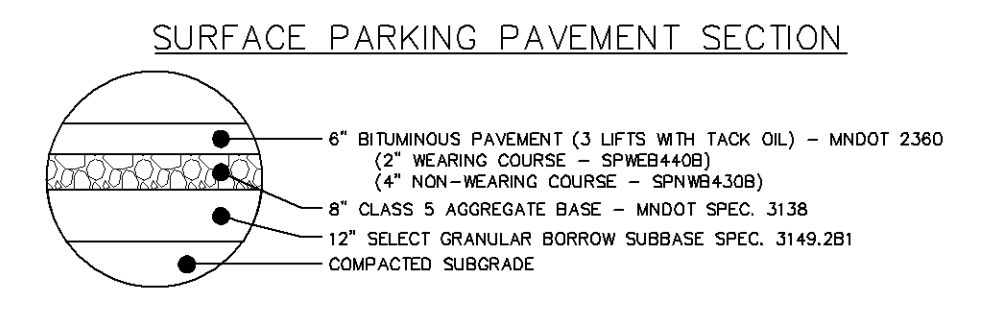 SURFACE PARKING PAVEMENT SECTION
6" BITUMINOUS PAVEMENT (3 LIFTS WITH TACK OIL) - MNDOT 2360
(2" WEARING COURSE - SPWEB440B)
(4" NON-WEARING COURSE - SPNWB430B)
8" CLASS 5 AGGREGATE BASE - MNDOT SPEC. 3138
12" SELECT GRANULAR BORROW SUBBASE SPEC. 3149.2B1
COMPACTED SUBGRADE